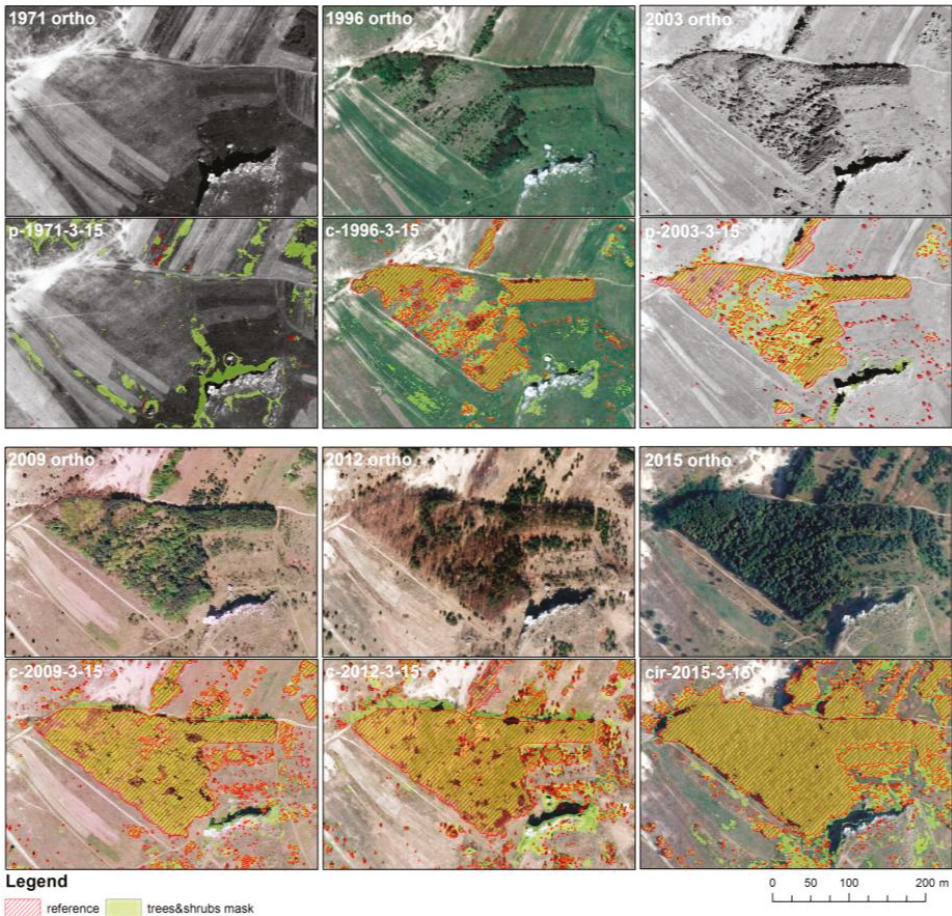 1971 ortho
1996 ortho
2003 ortho
p-1971-3-15
c-1996-3-15
p-2003-3-15
2009 ortho
2012 ortho
2015 ortho
c-2009-3-15
c-2012-3-15
cir-2015-3-15
Legend
reference
trees&shrubs mask
0 50 100 200 m